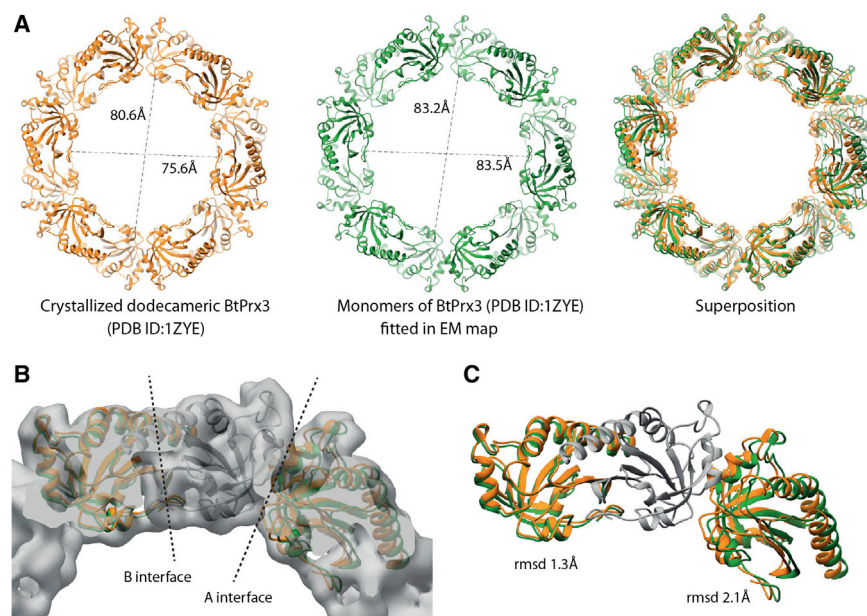 A
80.6Å
75.6Å
83.2Å
83.5Å
Crystallized dodecameric BtPrx3
(PDB ID:1ZYE)
Monomers of BtPrx3 (PDB ID:1ZYE)
fitted in EM map
Superposition
B
B interface
A interface
C
rmsd 1.3Å
rmsd 2.1Å